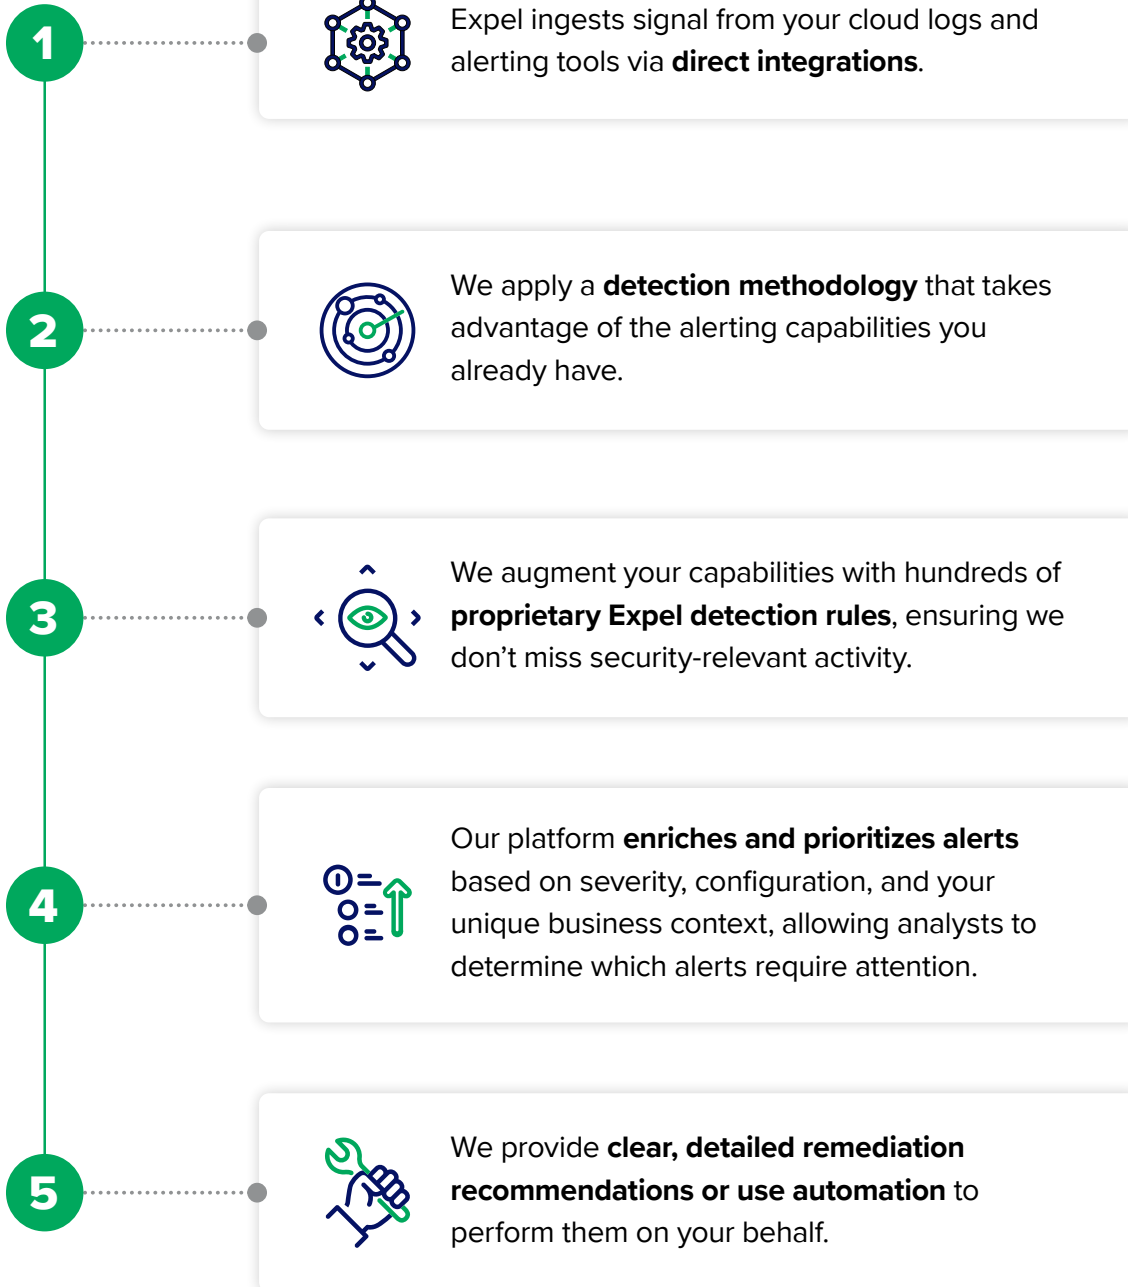 1
Expel ingests signal from your cloud logs and
alerting tools via direct integrations.
2
We apply a detection methodology that takes
advantage of the alerting capabilities you
already have.
3
We augment your capabilities with hundreds of
proprietary Expel detection rules, ensuring we
don’t miss security-relevant activity.
4
Our platform enriches and prioritizes alerts
based on severity, configuration, and your
unique business context, allowing analysts to
determine which alerts require attention.
5
We provide clear, detailed remediation
recommendations or use automation to
perform them on your behalf.